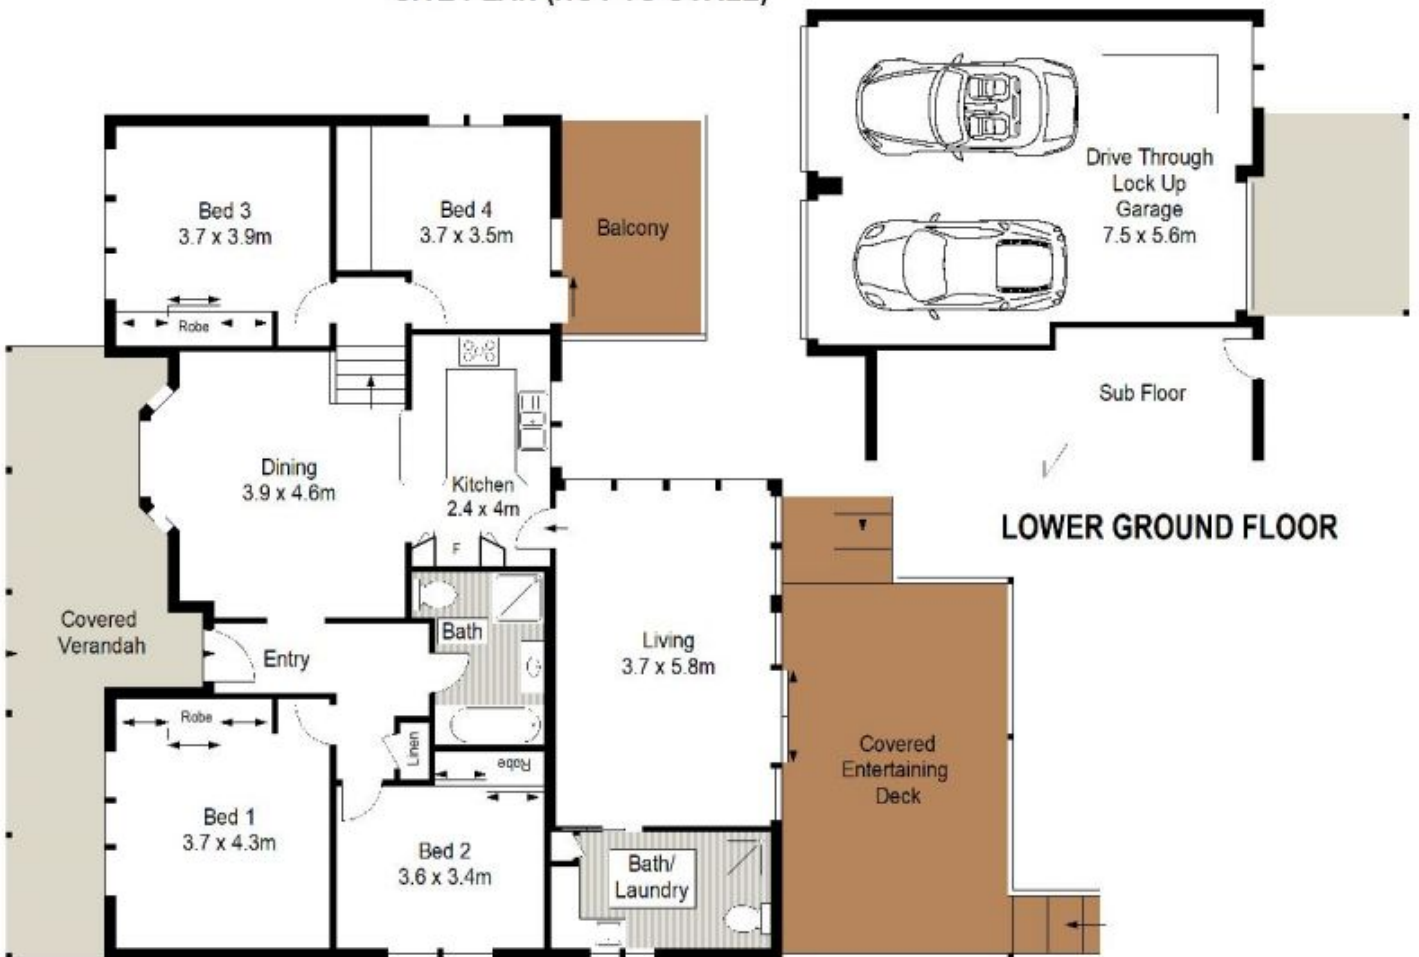 Bed 3
3.7 x 3.9m
Robe
Bed 4
3.7 x 3.5m
Balcony
Drive Through
Lock Up
Garage
7.5 x 5.6m
Sub Floor
LOWER GROUND FLOOR
Dining
3.9 x 4.6m
Kitchen
2.4 x 4m
F
Covered
Verandah
Entry
Bath
Living
3.7 x 5.8m
Robe
Linen
Robe
Bed 1
3.7 x 4.3m
Bed 2
3.6 x 3.4m
Bath/
Laundry
Covered
Entertaining
Deck